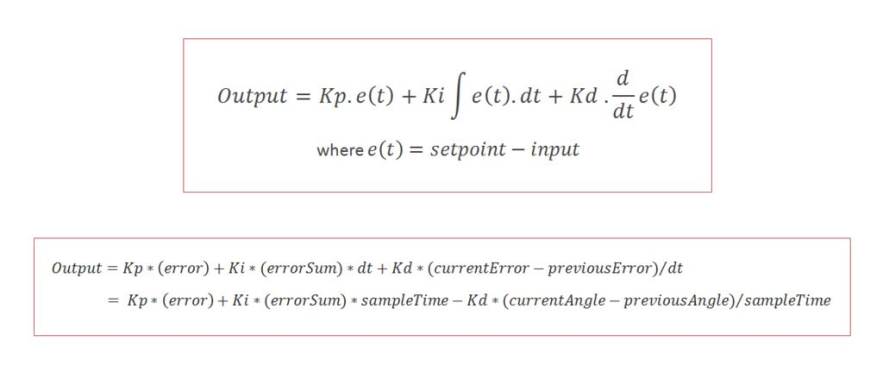 Output = Kp. e(t) + Ki ∫ e(t). dt + Kd . d/dt e(t)
where e(t) = setpoint − input
Output = Kp * (error) + Ki * (errorSum) * dt + Kd * (currentError − previousError)/dt
= Kp * (error) + Ki * (errorSum) * sampleTime − Kd * (currentAngle − previousAngle)/sampleTime